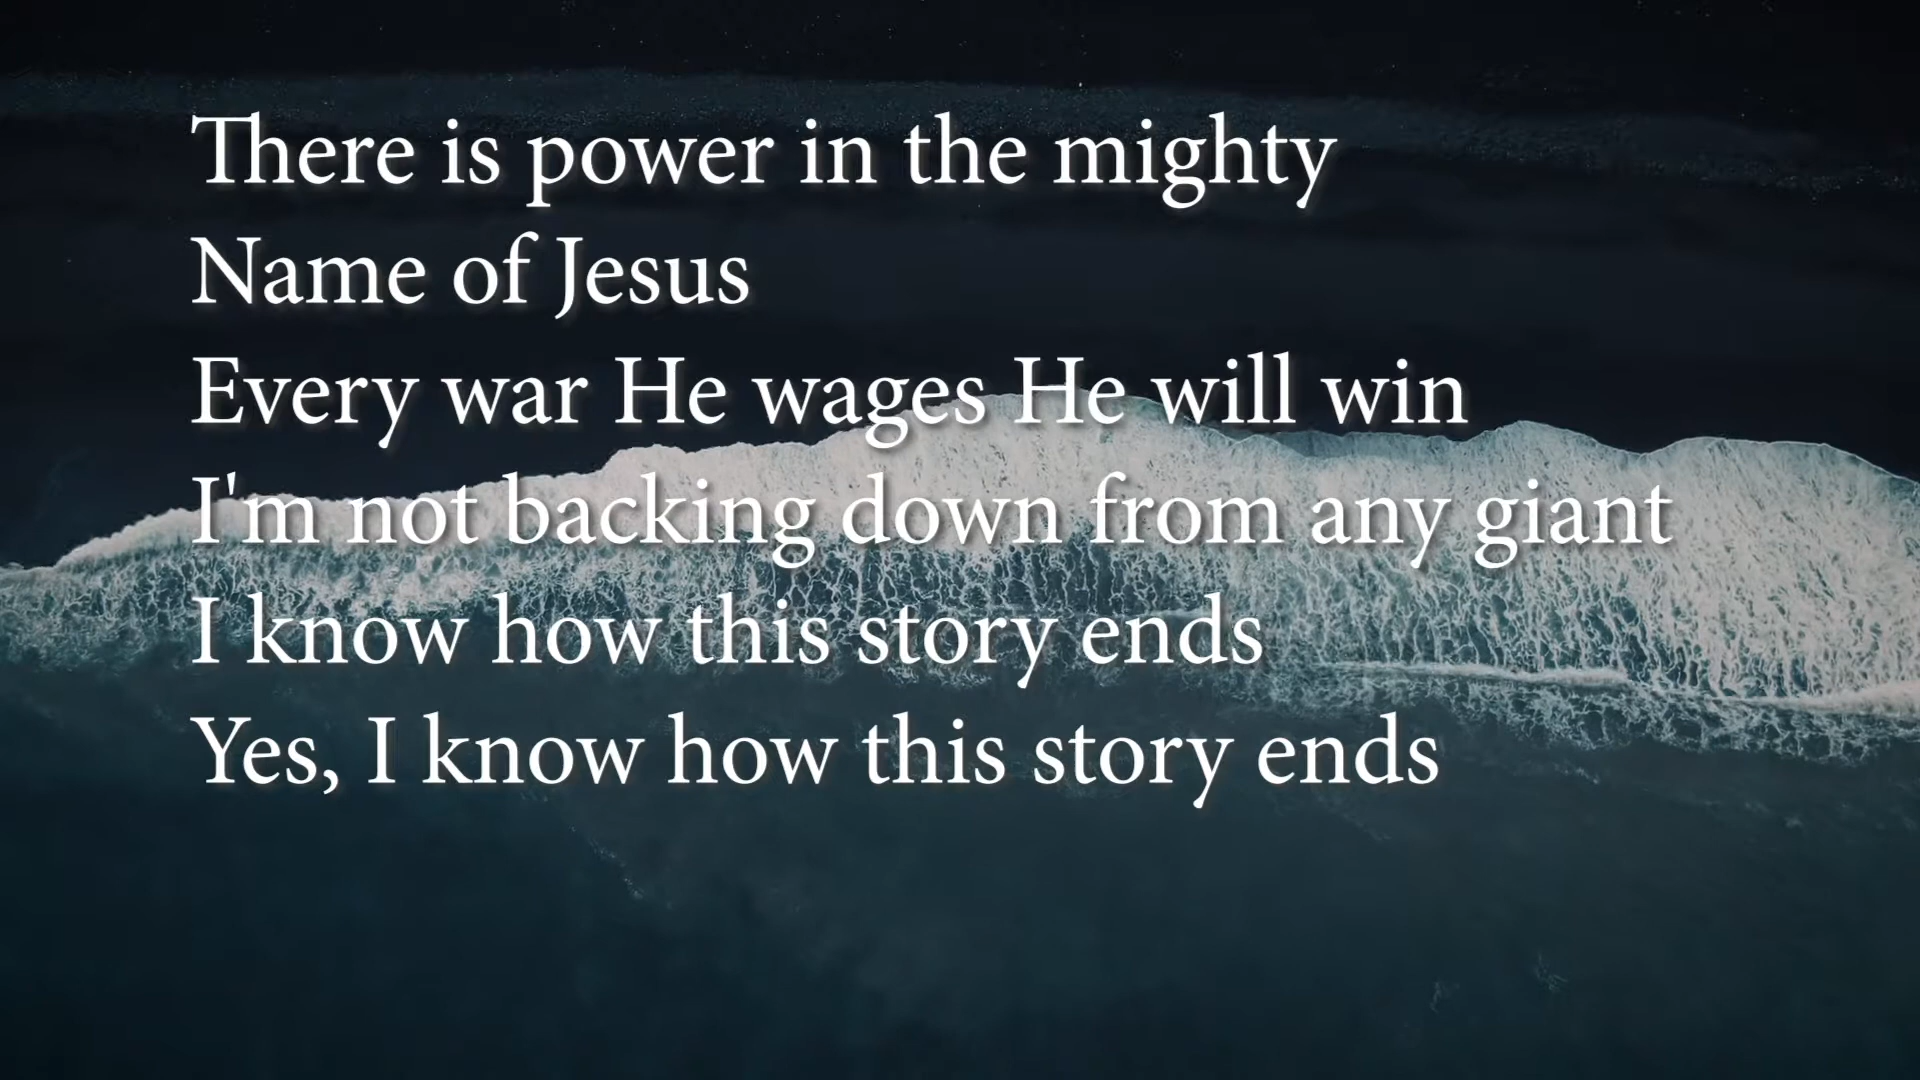 There is power in the mighty
Name of Jesus
Every war He wages He will win
I'm not backing down from any giant
I know how this story ends
Yes, I know how this story ends